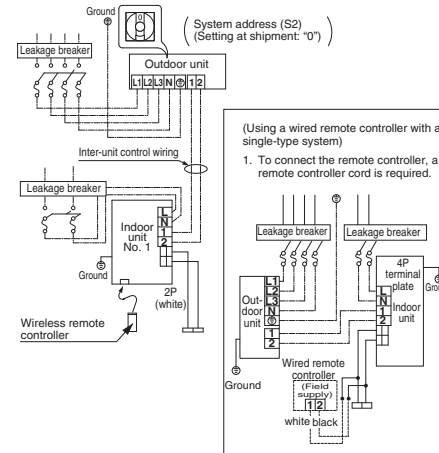 Ground
System address (S2)
(Setting at shipment: "0")
0
Leakage breaker
Outdoor unit
L1 L2 L3 N 1 2
Inter-unit control wiring
Leakage breaker
L
N
1
2
Indoor
unit
No. 1
Ground
2P
(white)
Wireless remote
controller
(Using a wired remote controller with a
single-type system)
1. To connect the remote controller, a
remote controller cord is required.
Leakage breaker
Leakage breaker
4P
terminal
plate
L1
L2
L3
N
1
2
Out-
door
unit
L
N
1
2
Indoor
unit
Ground
Wired remote
controller
(Field
supply)
1 2
white black